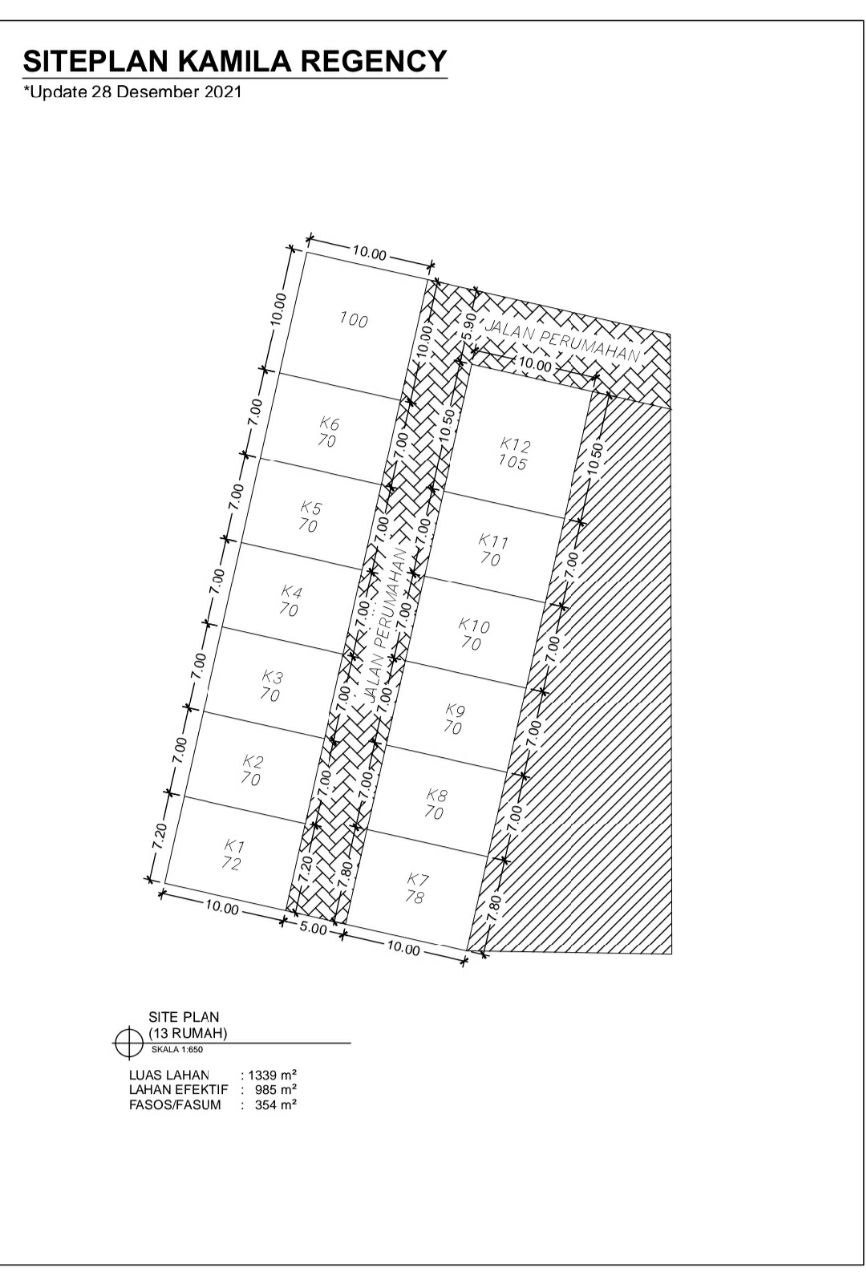 SITEPLAN KAMILA REGENCY
*Update 28 Desember 2021
10.00
10.00
100
10.00
5.90
JALAN PERUMAHAN
10.00
7.00
K6
70
7.00
10.50
K12
105
10.50
7.00
K5
70
7.00
7.00
K11
70
7.00
7.00
K4
70
7.00
JALAN PERUMAHAN
7.00
K10
70
7.00
7.00
K3
70
7.00
7.00
K9
70
7.00
7.00
K2
70
7.00
7.00
K8
70
7.00
7.20
K1
72
7.20
7.80
K7
78
7.80
10.00
5.00
10.00
SITE PLAN
(13 RUMAH)
SKALA 1:650
LUAS LAHAN : 1339 m²
LAHAN EFEKTIF : 985 m²
FASOS/FASUM : 354 m²